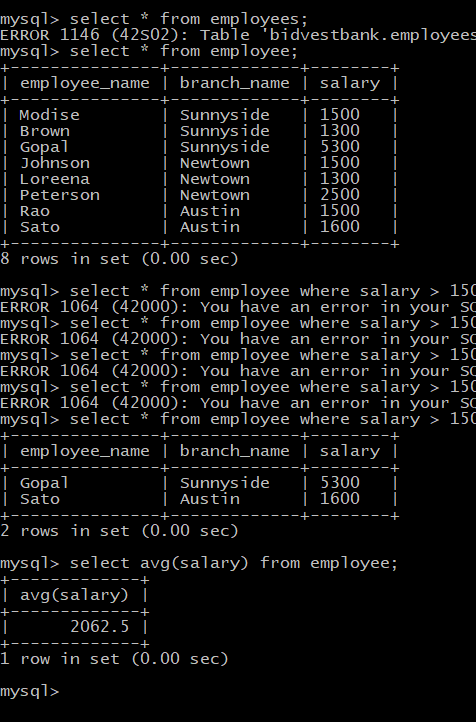 mysql> select * from employees;
ERROR 1146 (42S02): Table 'bidvestbank.employees
mysql> select * from employee;
+---------------+-------------+--------+
| employee_name | branch_name | salary |
+---------------+-------------+--------+
| Modise        | Sunnyside   | 1500   |
| Brown         | Sunnyside   | 1300   |
| Gopal         | Sunnyside   | 5300   |
| Johnson       | Newtown     | 1500   |
| Loreena       | Newtown     | 1300   |
| Peterson      | Newtown     | 2500   |
| Rao           | Austin      | 1500   |
| Sato          | Austin      | 1600   |
+---------------+-------------+--------+
8 rows in set (0.00 sec)
mysql> select * from employee where salary > 150
ERROR 1064 (42000): You have an error in your SQ
mysql> select * from employee where salary > 150
ERROR 1064 (42000): You have an error in your SQ
mysql> select * from employee where salary > 150
ERROR 1064 (42000): You have an error in your SQ
mysql> select * from employee where salary > 150
ERROR 1064 (42000): You have an error in your SQ
mysql> select * from employee where salary > 150
+---------------+-------------+--------+
| employee_name | branch_name | salary |
+---------------+-------------+--------+
| Gopal         | Sunnyside   | 5300   |
| Sato          | Austin      | 1600   |
+---------------+-------------+--------+
2 rows in set (0.00 sec)
mysql> select avg(salary) from employee;
+-------------+
| avg(salary) |
+-------------+
|      2062.5 |
+-------------+
1 row in set (0.00 sec)
mysql>